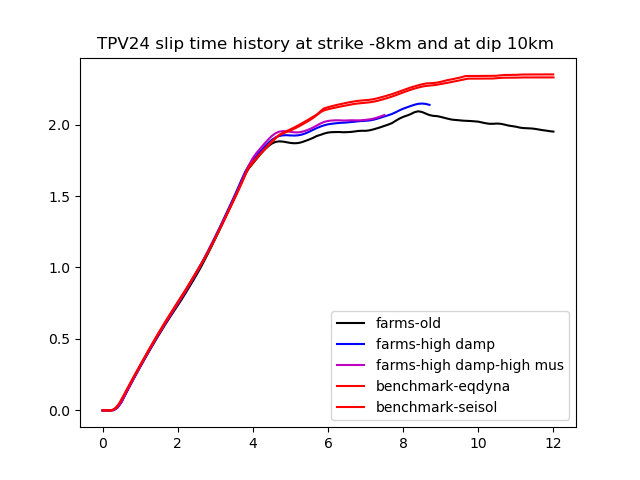 TPV24 slip time history at strike -8km and at dip 10km
2.0
1.5
1.0
0.5
0.0
farms-old
farms-high damp
farms-high damp-high mus
benchmark-eqdyna
benchmark-seisol
0 2 4 6 8 10 12